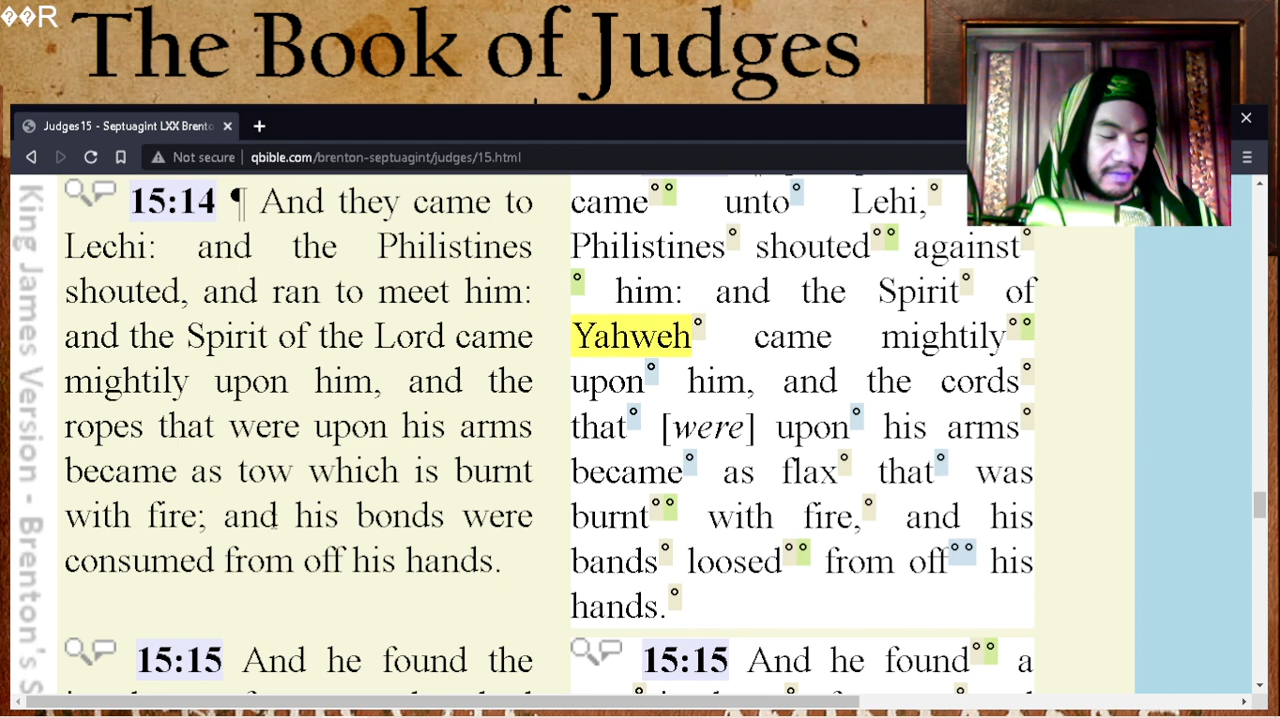 ��R
The Book of Judges
Judges 15 - Septuagint LXX Brento
Not secure
qbible.com/brenton-septuagint/judges/15.html
King James Version - Brenton's S
15:14 ¶ And they came to
Lechi: and the Philistines
shouted, and ran to meet him:
and the Spirit of the Lord came
mightily upon him, and the
ropes that were upon his arms
became as tow which is burnt
with fire; and his bonds were
consumed from off his hands.
15:15 And he found the
came°° unto° Lehi,°
Philistines° shouted°° against°
° him: and the Spirit° of
Yahweh° came mightily°°
upon° him, and the cords°
that° [were] upon° his arms°
became° as flax° that° was
burnt°° with fire,° and his
bands° loosed°° from off°° his
hands.°
15:15 And he found°° a